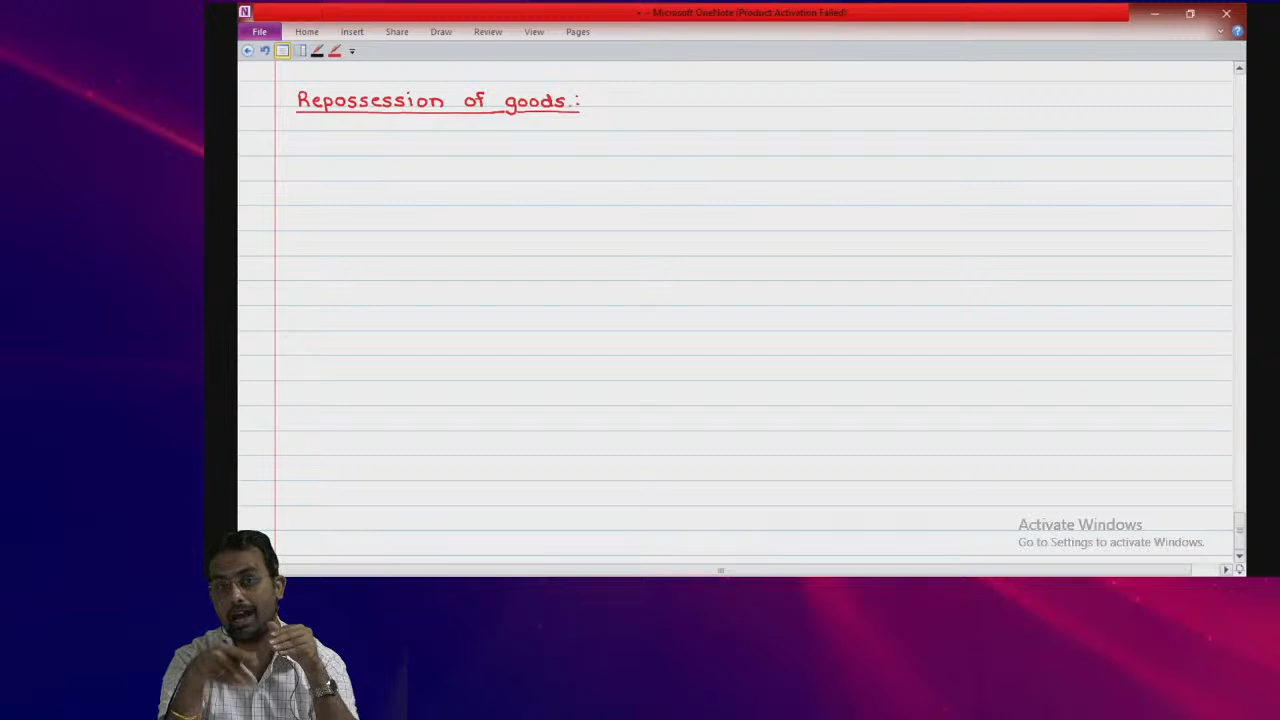 Microsoft OneNote (Product Activation Failed)
File Home Insert Share Draw Review View Pages
Repossession of goods.:
Activate Windows
Go to Settings to activate Windows.